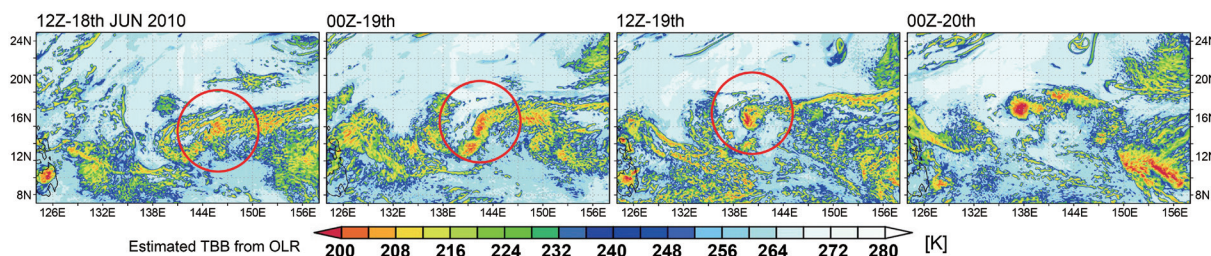 12Z-18th JUN 2010 00Z-19th 12Z-19th 00Z-20th
24N 24N
20N 20N
16N 16N
12N 12N
8N 8N
126E 132E 138E 144E 150E 156E 126E 132E 138E 144E 150E 156E 126E 132E 138E 144E 150E 156E 126E 132E 138E 144E 150E 156E
Estimated TBB from OLR [K]
200 208 216 224 232 240 248 256 264 272 280